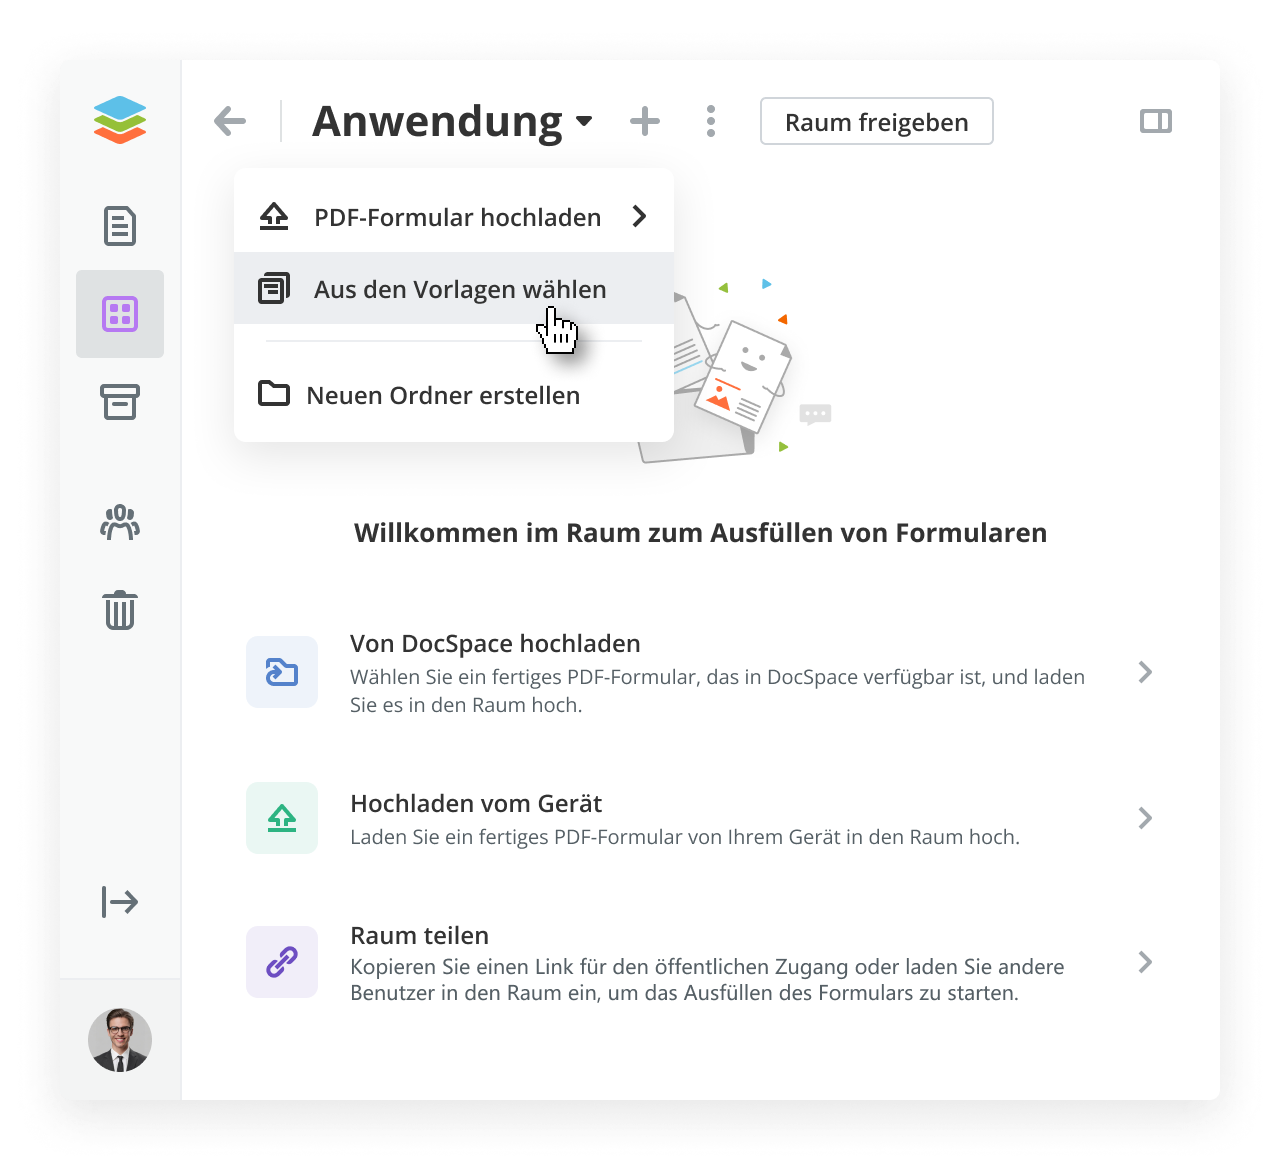 Anwendung
Raum freigeben
PDF-Formular hochladen
Aus den Vorlagen wählen
Neuen Ordner erstellen
Willkommen im Raum zum Ausfüllen von Formularen
Von DocSpace hochladen
Wählen Sie ein fertiges PDF-Formular, das in DocSpace verfügbar ist, und laden
Sie es in den Raum hoch.
Hochladen vom Gerät
Laden Sie ein fertiges PDF-Formular von Ihrem Gerät in den Raum hoch.
Raum teilen
Kopieren Sie einen Link für den öffentlichen Zugang oder laden Sie andere
Benutzer in den Raum ein, um das Ausfüllen des Formulars zu starten.